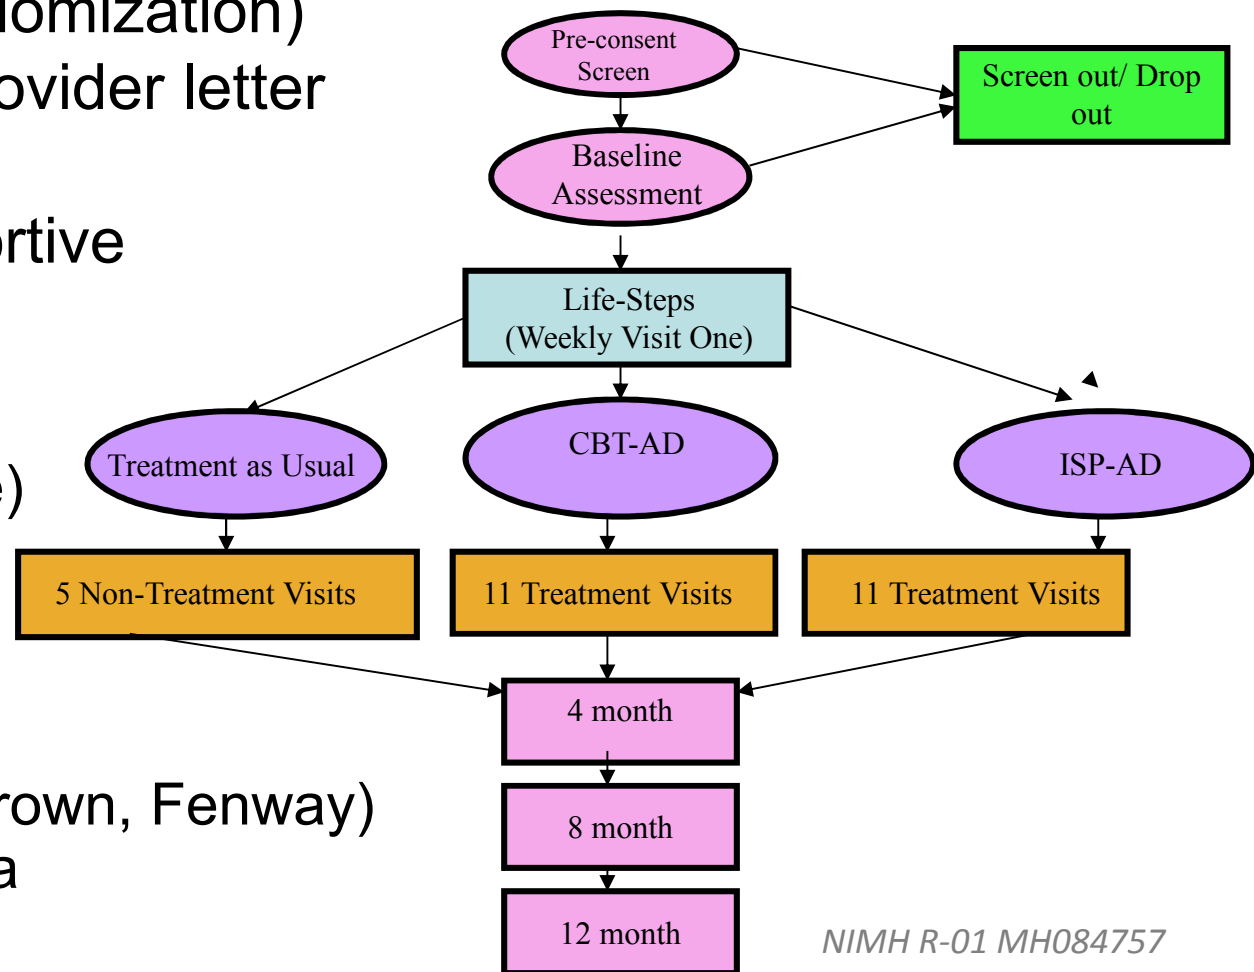 domization)
ovider letter
ortive
e)
rown, Fenway)
a
Pre-consent
Screen
Screen out/ Drop
out
Baseline
Assessment
Life-Steps
(Weekly Visit One)
Treatment as Usual
CBT-AD
ISP-AD
5 Non-Treatment Visits
11 Treatment Visits
11 Treatment Visits
4 month
8 month
12 month
NIMH R-01 MH084757